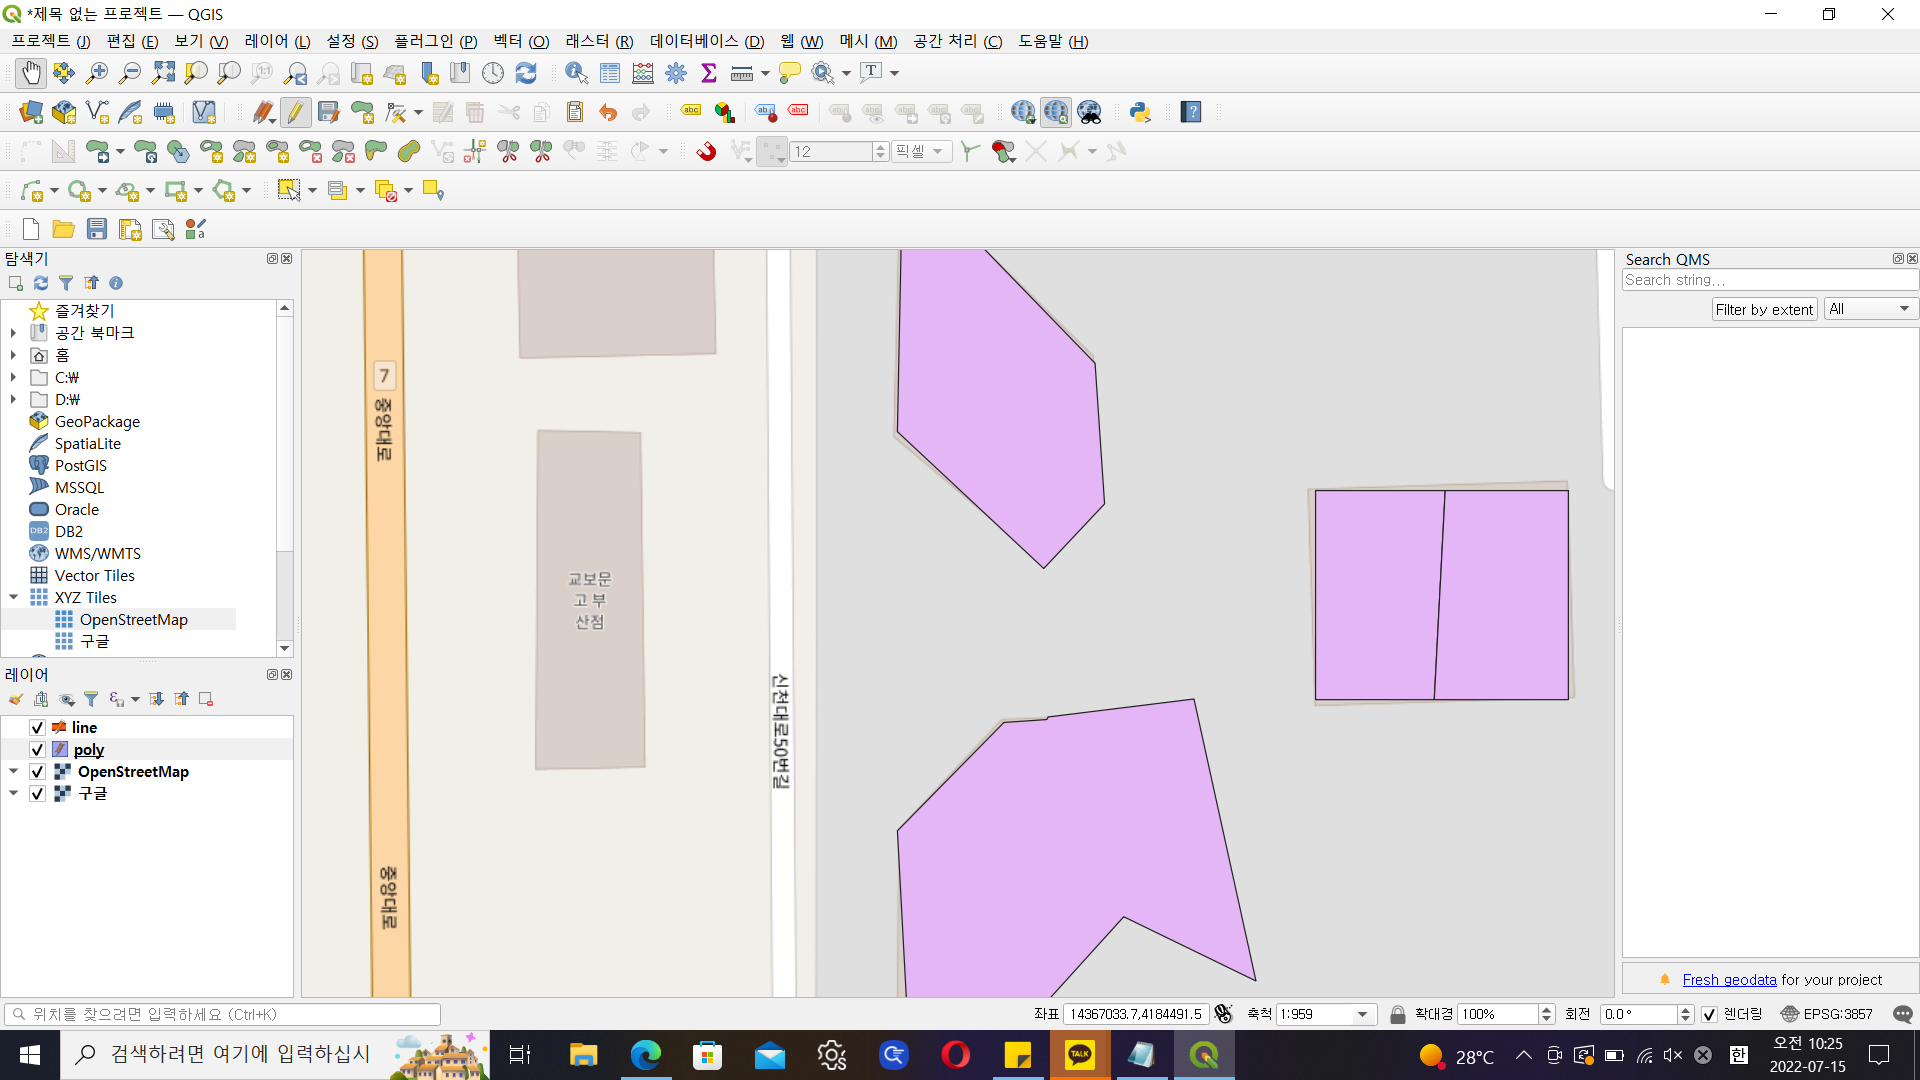 *제목 없는 프로젝트 — QGIS
프로젝트 (J) 편집 (E) 보기 (V) 레이어 (L) 설정 (S) 플러그인 (P) 벡터 (O) 래스터 (R) 데이터베이스 (D) 웹 (W) 메시 (M) 공간 처리 (C) 도움말 (H)
12 픽셀
탐색기
즐겨찾기
공간 북마크
홈
C:₩
D:₩
GeoPackage
SpatiaLite
PostGIS
MSSQL
Oracle
DB2
WMS/WMTS
Vector Tiles
XYZ Tiles
OpenStreetMap
구글
레이어
line
poly
OpenStreetMap
구글
7
중앙대로
교보문
고 부
산점
신천대로50번길
중앙대로
Search QMS
Search string...
Filter by extent All
Fresh geodata for your project
위치를 찾으려면 입력하세요 (Ctrl+K)
좌표 14367033.7,4184491.5 축척 1:959 확대경 100% 회전 0.0° 렌더링 EPSG:3857
검색하려면 여기에 입력하십시
TALK
28°C
한
오전 10:25
2022-07-15